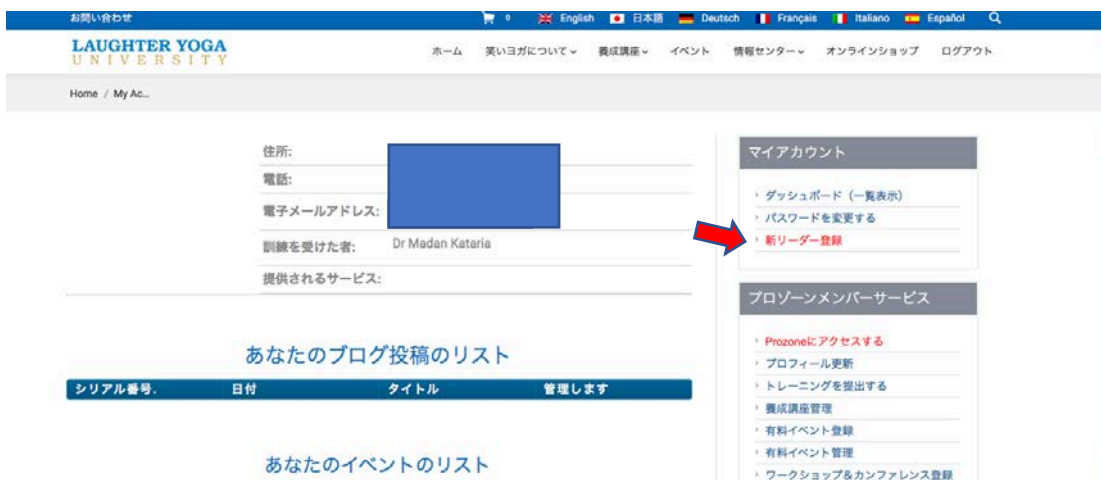 お問い合わせ 0 English 日本語 Deutsch Français Italiano Español
LAUGHTER YOGA
UNIVERSITY
ホーム 笑いヨガについて 養成講座 イベント 情報センター オンラインショップ ログアウト
Home / My Ac...
住所:
電話:
電子メールアドレス:
訓練を受けた者: Dr Madan Kataria
提供されるサービス:
あなたのブログ投稿のリスト
シリアル番号. 日付 タイトル 管理します
あなたのイベントのリスト
マイアカウント
ダッシュボード（一覧表示）
パスワードを変更する
新リーダー登録
プロゾーンメンバーサービス
Prozoneにアクセスする
プロフィール更新
トレーニングを提出する
養成講座管理
有料イベント登録
有料イベント管理
ワークショップ&カンファレンス登録